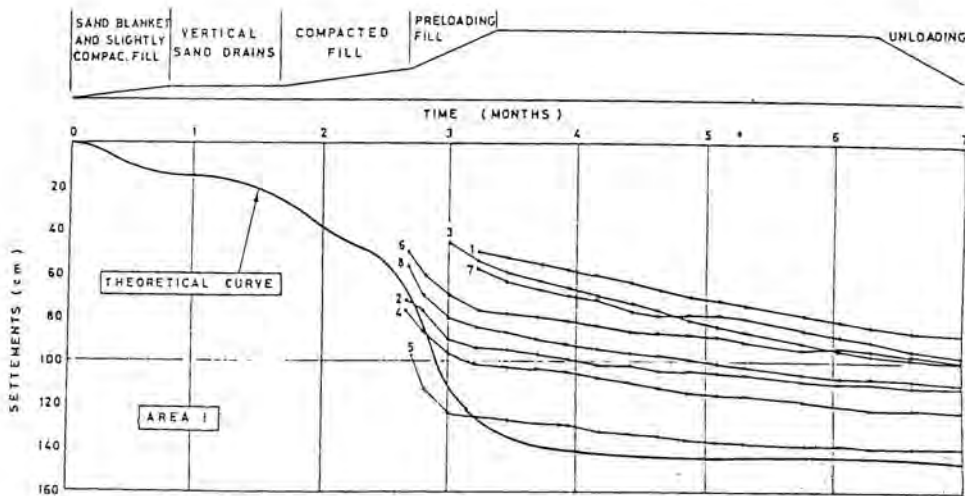 SAND BLANKET
AND SLIGHTLY
COMPAC. FILL
VERTICAL
SAND DRAINS
COMPACTED
FILL
PRELOADING
FILL
UNLOADING
TIME (MONTHS)
0 1 2 3 4 5 6 7
SETTEMENTS (cm)
20
40
60
80
100
120
140
160
THEORETICAL CURVE
AREA I
6
8
2
4
5
3
1
7